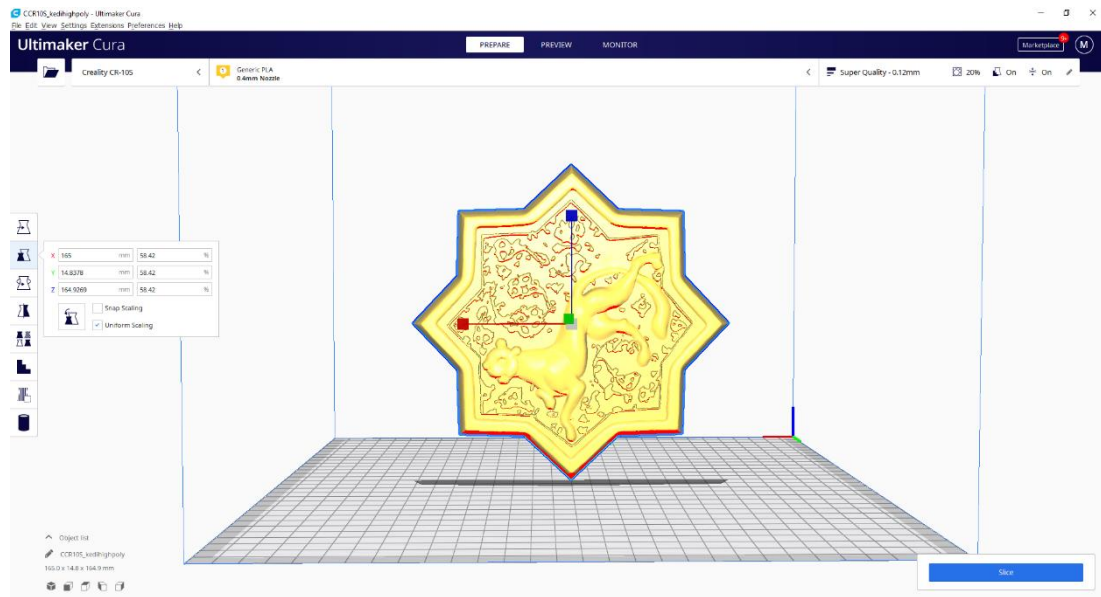 CCR10S_kedihighpoly - Ultimaker Cura
File Edit View Settings Extensions Preferences Help
Ultimaker Cura
PREPARE PREVIEW MONITOR
Marketplace 9+ M
Creality CR-10S
Generic PLA
0.4mm Nozzle
Super Quality - 0.12mm 20% On On
X 165 mm 58.42 %
Y 14.8378 mm 58.42 %
Z 164.9269 mm 58.42 %
Snap Scaling
Uniform Scaling
Object list
CCR10S_kedihighpoly
165.0 x 14.8 x 164.9 mm
Slice